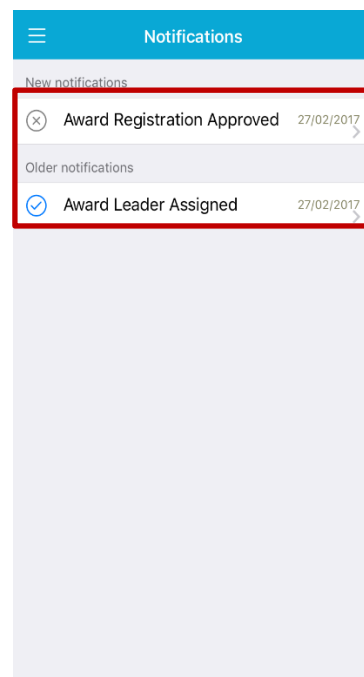 Notifications
New notifications
Award Registration Approved 27/02/2017
Older notifications
Award Leader Assigned 27/02/2017